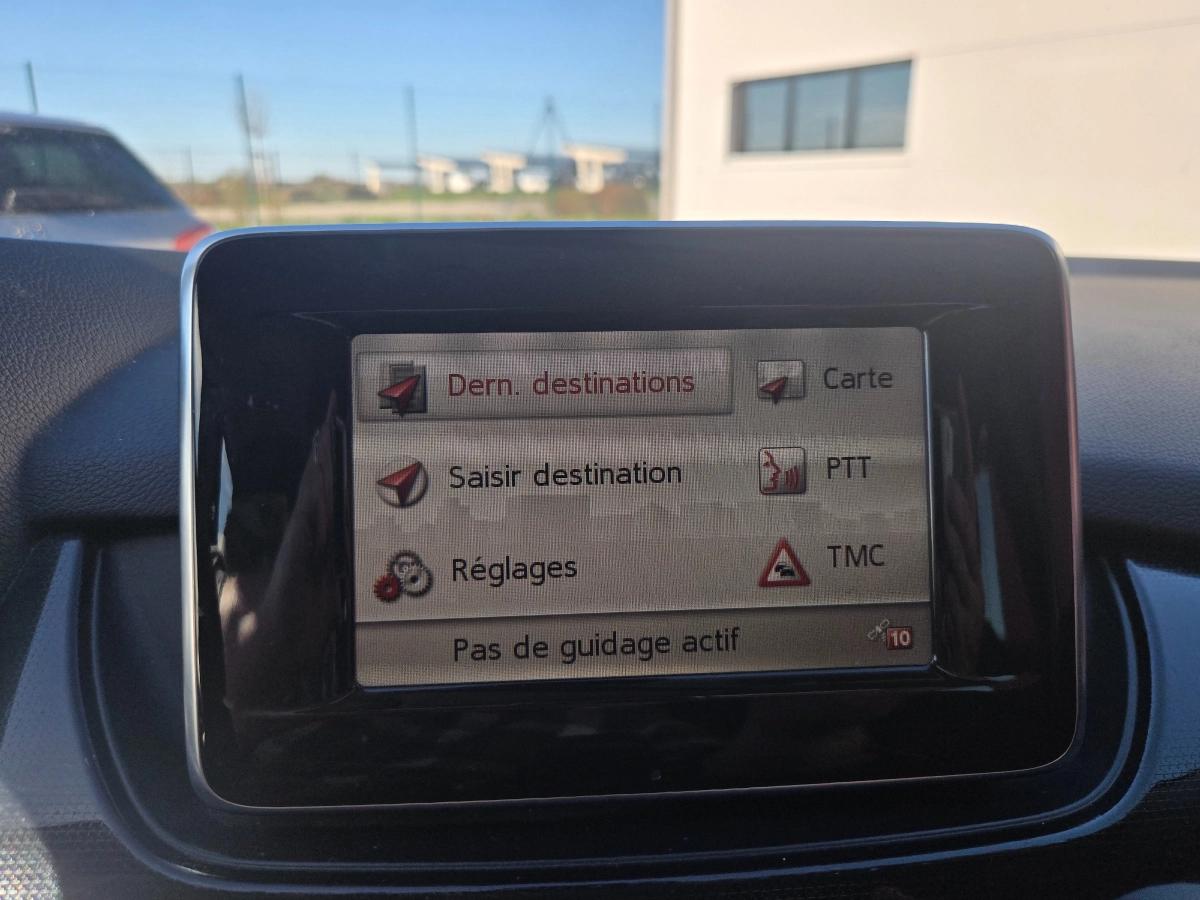 Dern. destinations
Carte
Saisir destination
PTT
Réglages
TMC
Pas de guidage actif
10